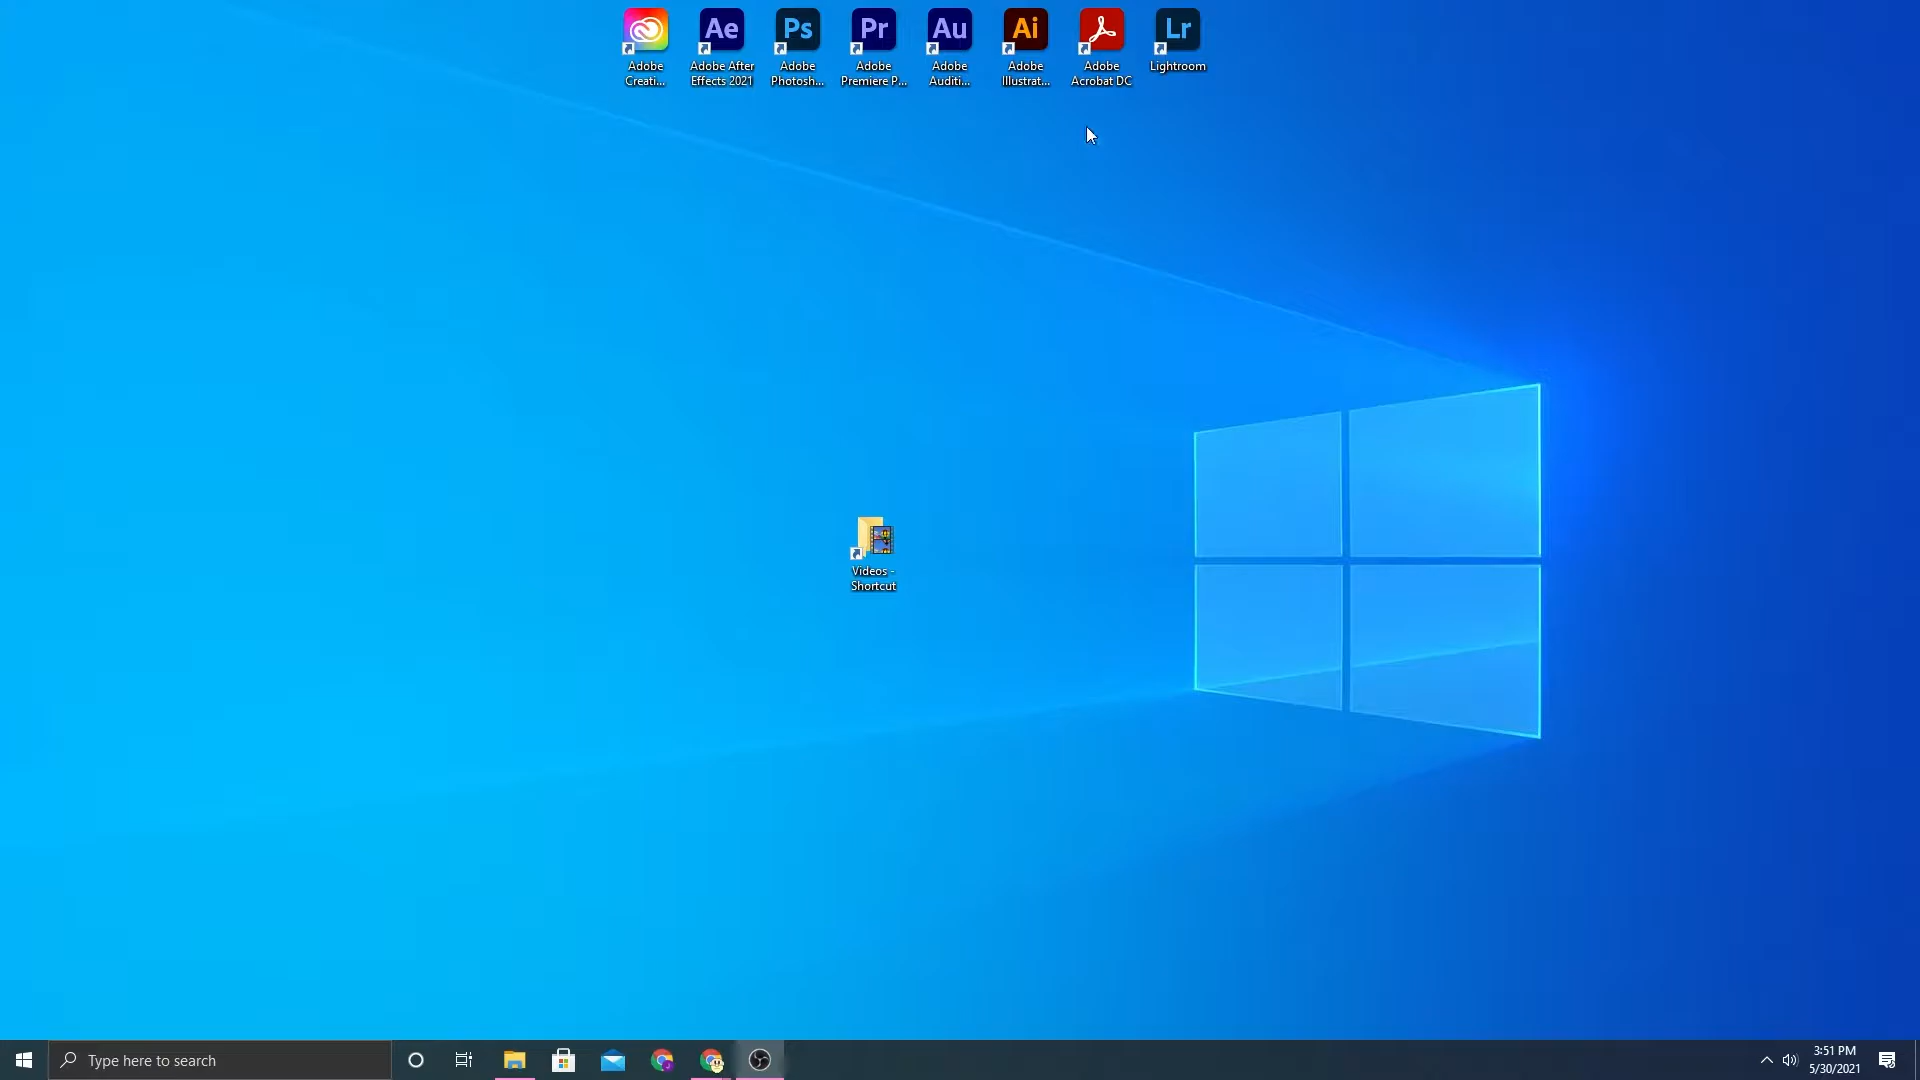 Ae
Ps
Pr
Au
Ai
Lr
Adobe
Creati...
Adobe After
Effects 2021
Adobe
Photosh...
Adobe
Premiere P...
Adobe
Auditi...
Adobe
Illustrat...
Adobe
Acrobat DC
Lightroom
Videos -
Shortcut
Type here to search
3:51 PM
5/30/2021